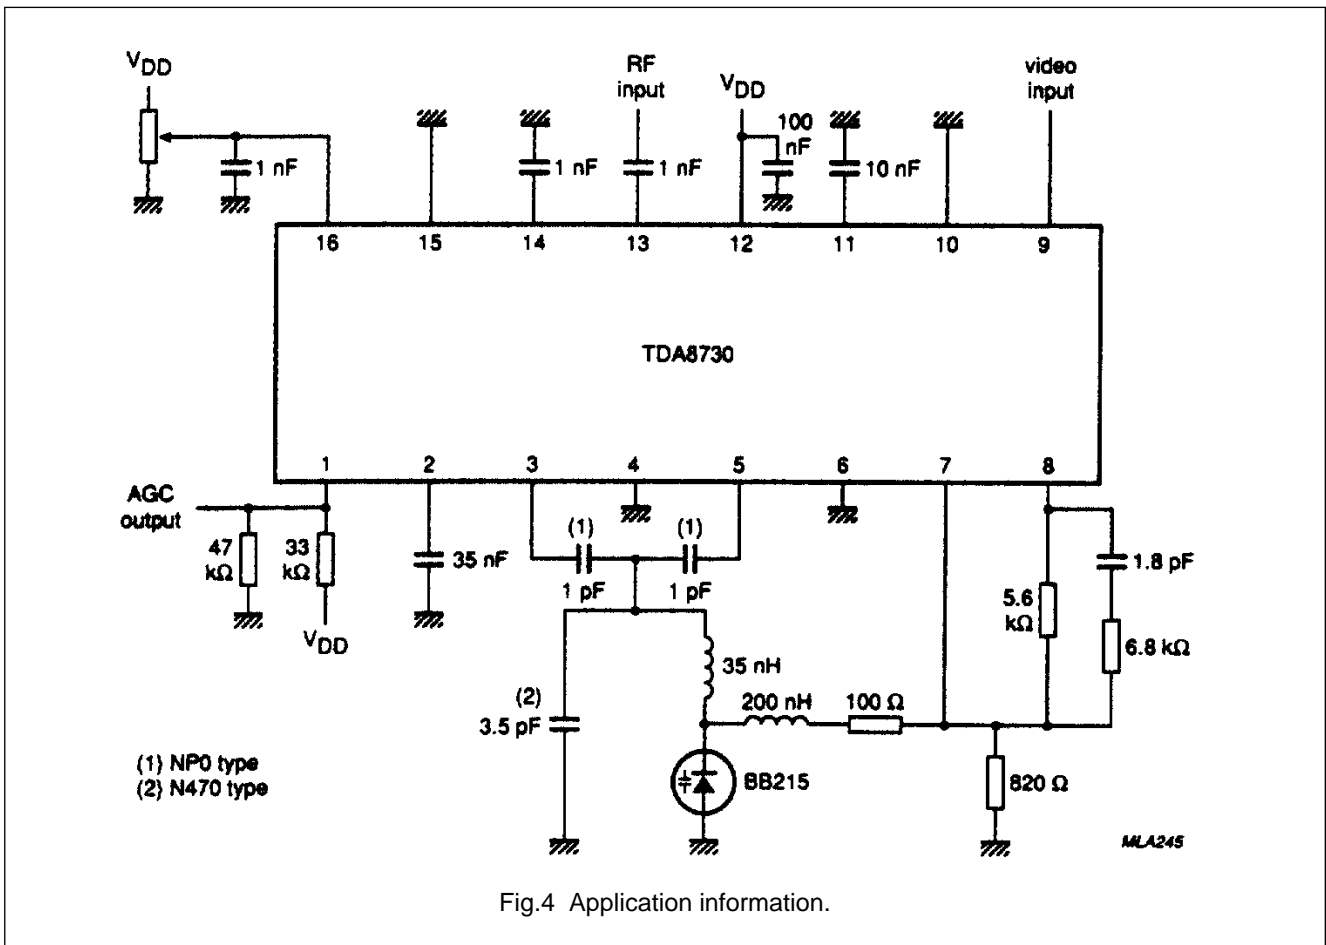 V_DD
RF
input
V_DD
video
input
100
nF
1 nF
1 nF
1 nF
10 nF
16
15
14
13
12
11
10
9
TDA8730
1
2
3
4
5
6
7
8
AGC
output
47
kΩ
33
kΩ
V_DD
35 nF
(1)
(1)
1 pF
1 pF
1.8 pF
5.6
kΩ
6.8 kΩ
35 nH
(2)
3.5 pF
200 nH
100 Ω
BB215
820 Ω
(1) NP0 type
(2) N470 type
MLA245
Fig.4 Application information.